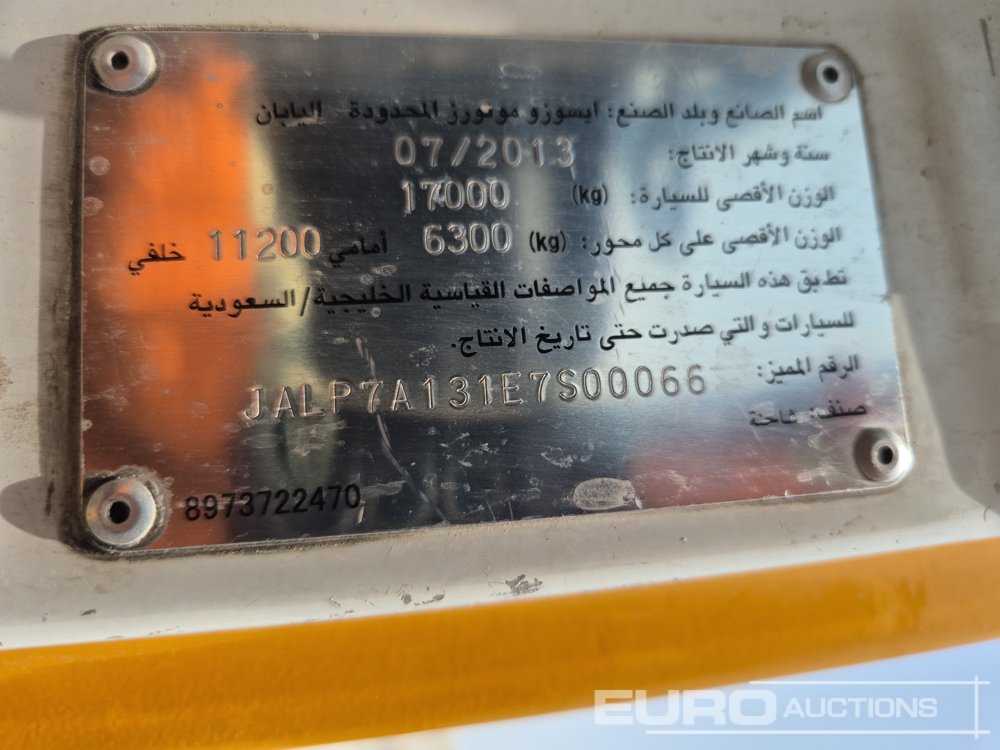 اسم الصانع وبلد الصنع: ايسوزو موتورز المحدودة اليابان
سنة وشهر الانتاج: 07/2013
الوزن الأقصى للسيارة: (kg) 17000
الوزن الأقصى على كل محور: (kg) 6300 أمامي 11200 خلفي
تطبق هذه السيارة جميع المواصفات القياسية الخليجية/السعودية
للسيارات والتي صدرت حتى تاريخ الانتاج.
الرقم المميز: JALP7A131E7S00066
صنف: شاحنة
8973722470
EURO AUCTIONS